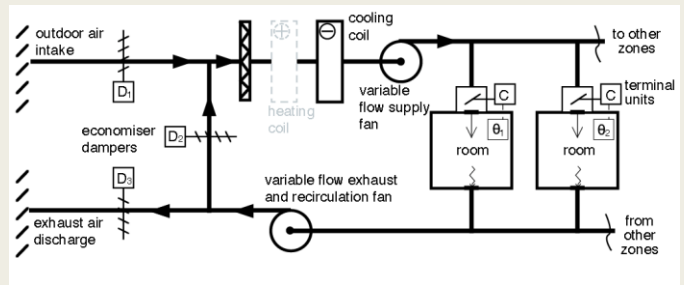 outdoor air
intake
D₁
cooling
coil
heating
coil
variable
flow supply
fan
to other
zones
C
C
terminal
units
θ₁
θ₂
room
room
economiser
dampers
D₂
D₃
variable flow exhaust
and recirculation fan
exhaust air
discharge
from
other
zones